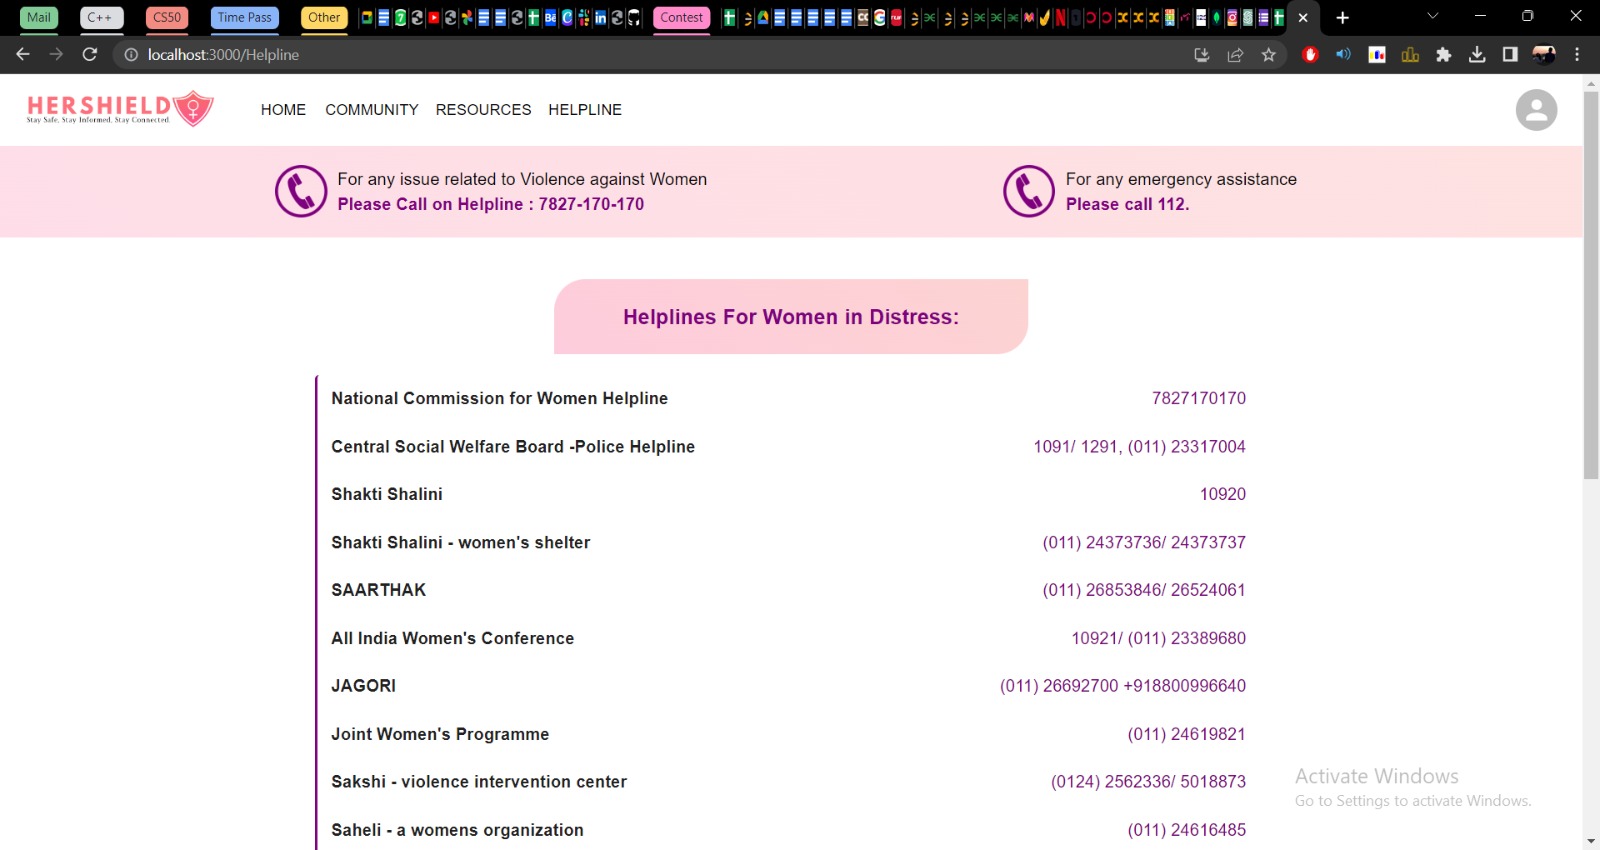 Mail C++ CS50 Time Pass Other Contest
localhost:3000/Helpline
HERSHIELD
Stay Safe, Stay Informed, Stay Connected.
HOME COMMUNITY RESOURCES HELPLINE
For any issue related to Violence against Women
Please Call on Helpline : 7827-170-170
For any emergency assistance
Please call 112.
Helplines For Women in Distress:
National Commission for Women Helpline 7827170170
Central Social Welfare Board -Police Helpline 1091/ 1291, (011) 23317004
Shakti Shalini 10920
Shakti Shalini - women's shelter (011) 24373736/ 24373737
SAARTHAK (011) 26853846/ 26524061
All India Women's Conference 10921/ (011) 23389680
JAGORI (011) 26692700 +918800996640
Joint Women's Programme (011) 24619821
Sakshi - violence intervention center (0124) 2562336/ 5018873
Saheli - a womens organization (011) 24616485
Activate Windows
Go to Settings to activate Windows.